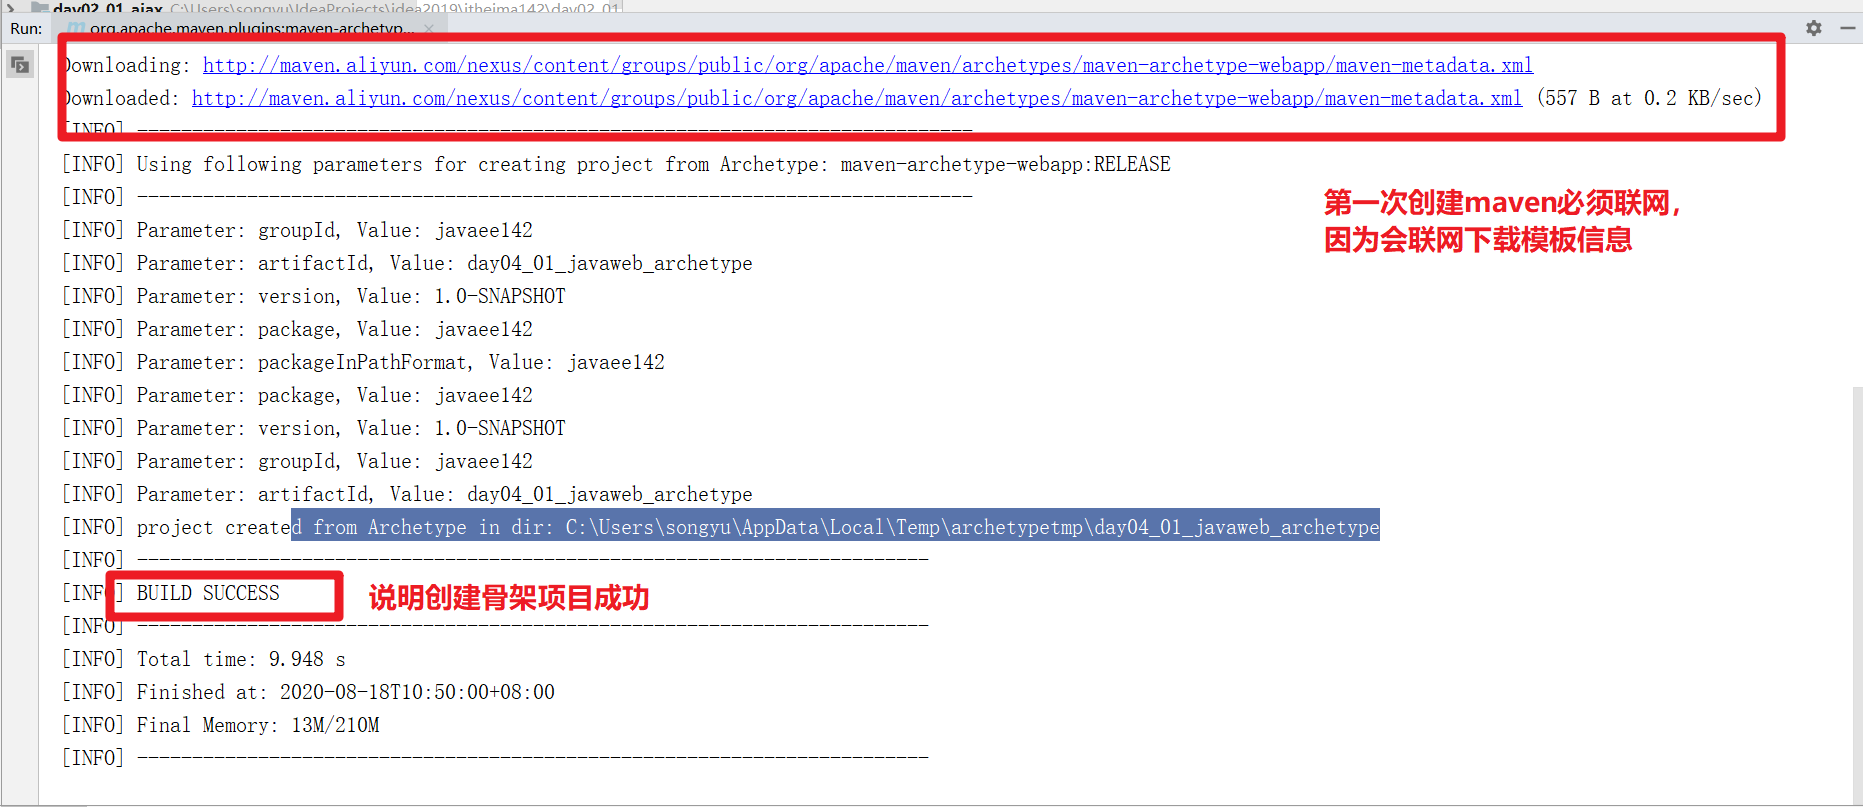 day02_01_ajax C:\Users\songyu\IdeaProjects\idea2019\itheima142\day02_01
Run: org.apache.maven.plugins:maven-archetyp...
Downloading: http://maven.aliyun.com/nexus/content/groups/public/org/apache/maven/archetypes/maven-archetype-webapp/maven-metadata.xml
Downloaded: http://maven.aliyun.com/nexus/content/groups/public/org/apache/maven/archetypes/maven-archetype-webapp/maven-metadata.xml (557 B at 0.2 KB/sec)
[INFO] ----------------------------------------------------------------------------
[INFO] Using following parameters for creating project from Archetype: maven-archetype-webapp:RELEASE
[INFO] ----------------------------------------------------------------------------
第一次创建maven必须联网，
因为会联网下载模板信息
[INFO] Parameter: groupId, Value: javaee142
[INFO] Parameter: artifactId, Value: day04_01_javaweb_archetype
[INFO] Parameter: version, Value: 1.0-SNAPSHOT
[INFO] Parameter: package, Value: javaee142
[INFO] Parameter: packageInPathFormat, Value: javaee142
[INFO] Parameter: package, Value: javaee142
[INFO] Parameter: version, Value: 1.0-SNAPSHOT
[INFO] Parameter: groupId, Value: javaee142
[INFO] Parameter: artifactId, Value: day04_01_javaweb_archetype
[INFO] project created from Archetype in dir: C:\Users\songyu\AppData\Local\Temp\archetypetmp\day04_01_javaweb_archetype
[INFO] ------------------------------------------------------------------------
[INFO] BUILD SUCCESS 说明创建骨架项目成功
[INFO] ------------------------------------------------------------------------
[INFO] Total time: 9.948 s
[INFO] Finished at: 2020-08-18T10:50:00+08:00
[INFO] Final Memory: 13M/210M
[INFO] ------------------------------------------------------------------------